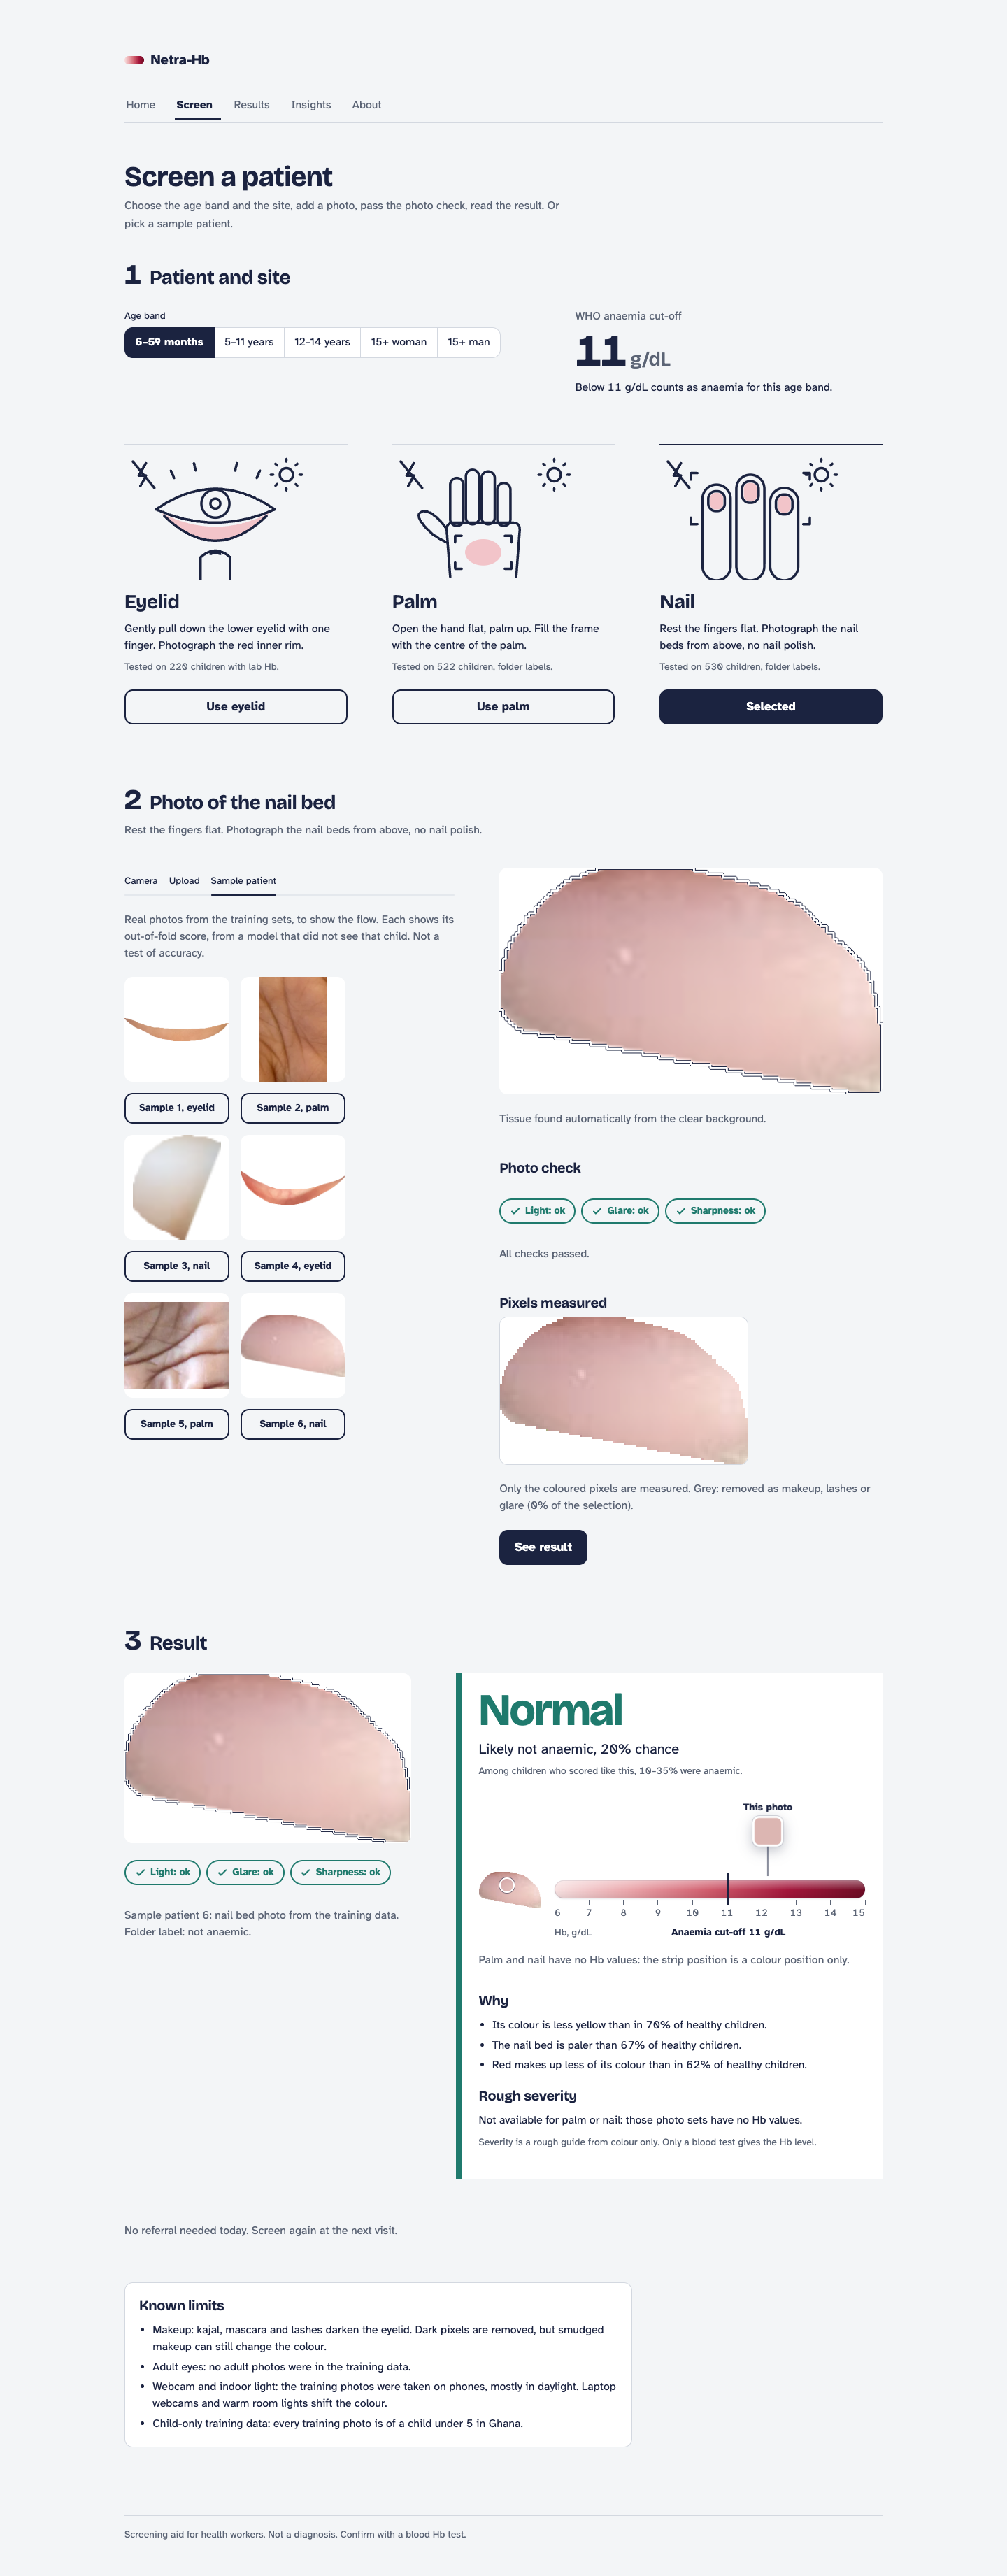 Netra-Hb
Home Screen Results Insights About
Screen a patient
Choose the age band and the site, add a photo, pass the photo check, read the result. Or
pick a sample patient.
1 Patient and site
Age band
6–59 months 5–11 years 12–14 years 15+ woman 15+ man
WHO anaemia cut-off
11 g/dL
Below 11 g/dL counts as anaemia for this age band.
Eyelid
Gently pull down the lower eyelid with one
finger. Photograph the red inner rim.
Tested on 220 children with lab Hb.
Use eyelid
Palm
Open the hand flat, palm up. Fill the frame
with the centre of the palm.
Tested on 522 children, folder labels.
Use palm
Nail
Rest the fingers flat. Photograph the nail
beds from above, no nail polish.
Tested on 530 children, folder labels.
Selected
2 Photo of the nail bed
Rest the fingers flat. Photograph the nail beds from above, no nail polish.
Camera Upload Sample patient
Real photos from the training sets, to show the flow. Each shows its
out-of-fold score, from a model that did not see that child. Not a
test of accuracy.
Sample 1, eyelid
Sample 2, palm
Sample 3, nail
Sample 4, eyelid
Sample 5, palm
Sample 6, nail
Tissue found automatically from the clear background.
Photo check
Light: ok Glare: ok Sharpness: ok
All checks passed.
Pixels measured
Only the coloured pixels are measured. Grey: removed as makeup, lashes or
glare (0% of the selection).
See result
3 Result
Light: ok Glare: ok Sharpness: ok
Sample patient 6: nail bed photo from the training data.
Folder label: not anaemic.
Normal
Likely not anaemic, 20% chance
Among children who scored like this, 10–35% were anaemic.
This photo
6 7 8 9 10 11 12 13 14 15
Hb, g/dL
Anaemia cut-off 11 g/dL
Palm and nail have no Hb values: the strip position is a colour position only.
Why
• Its colour is less yellow than in 70% of healthy children.
• The nail bed is paler than 67% of healthy children.
• Red makes up less of its colour than in 62% of healthy children.
Rough severity
Not available for palm or nail: those photo sets have no Hb values.
Severity is a rough guide from colour only. Only a blood test gives the Hb level.
No referral needed today. Screen again at the next visit.
Known limits
• Makeup: kajal, mascara and lashes darken the eyelid. Dark pixels are removed, but smudged
makeup can still change the colour.
• Adult eyes: no adult photos were in the training data.
• Webcam and indoor light: the training photos were taken on phones, mostly in daylight. Laptop
webcams and warm room lights shift the colour.
• Child-only training data: every training photo is of a child under 5 in Ghana.
Screening aid for health workers. Not a diagnosis. Confirm with a blood Hb test.